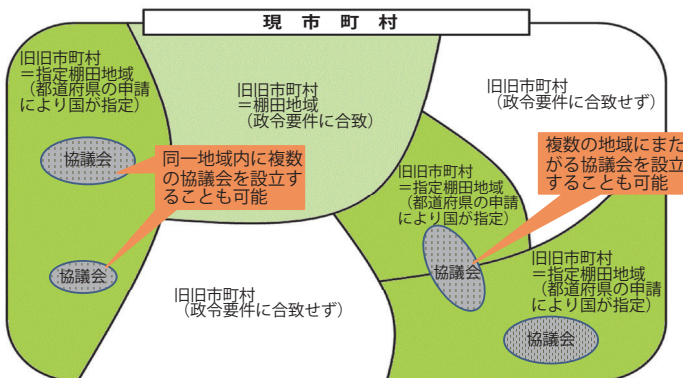 現市町村
旧旧市町村
＝指定棚田地域
（都道府県の申請
により国が指定）
協議会
同一地域内に複数
の協議会を設立す
ることも可能
協議会
旧旧市町村
＝棚田地域
（政令要件に合致）
旧旧市町村
（政令要件に合致せず）
旧旧市町村
（政令要件に合致せず）
複数の地域にまた
がる協議会を設立
することも可能
旧旧市町村
＝指定棚田地域
（都道府県の申請
により国が指定）
協議会
旧旧市町村
＝指定棚田地域
（都道府県の申請
により国が指定）
協議会